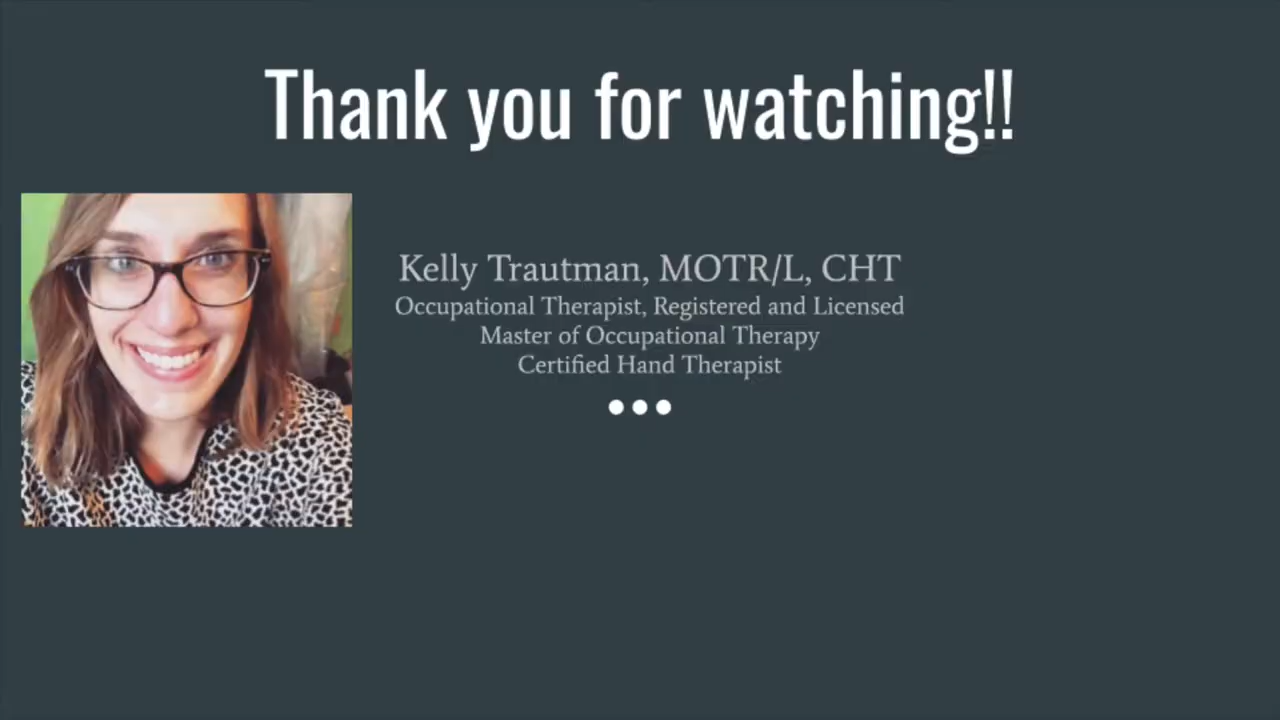 Thank you for watching!!
Kelly Trautman, MOTR/L, CHT
Occupational Therapist, Registered and Licensed
Master of Occupational Therapy
Certified Hand Therapist